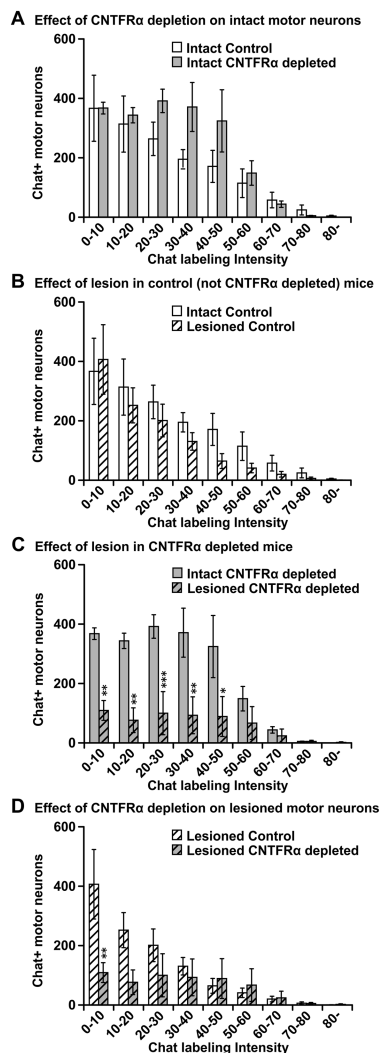 A Effect of CNTFRα depletion on intact motor neurons
Intact Control
Intact CNTFRα depleted
Chat+ motor neurons
600
400
200
0
0-10 10-20 20-30 30-40 40-50 50-60 60-70 70-80 80-
Chat labeling Intensity
B Effect of lesion in control (not CNTFRα depleted) mice
Intact Control
Lesioned Control
Chat+ motor neurons
600
400
200
0
0-10 10-20 20-30 30-40 40-50 50-60 60-70 70-80 80-
Chat labeling Intensity
C Effect of lesion in CNTFRα depleted mice
Intact CNTFRα depleted
Lesioned CNTFRα depleted
Chat+ motor neurons
600
400
200
0
** ** *** ** *
0-10 10-20 20-30 30-40 40-50 50-60 60-70 70-80 80-
Chat labeling Intensity
D Effect of CNTFRα depletion on lesioned motor neurons
Lesioned Control
Lesioned CNTFRα depleted
Chat+ motor neurons
600
400
200
0
**
0-10 10-20 20-30 30-40 40-50 50-60 60-70 70-80 80-
Chat labeling Intensity